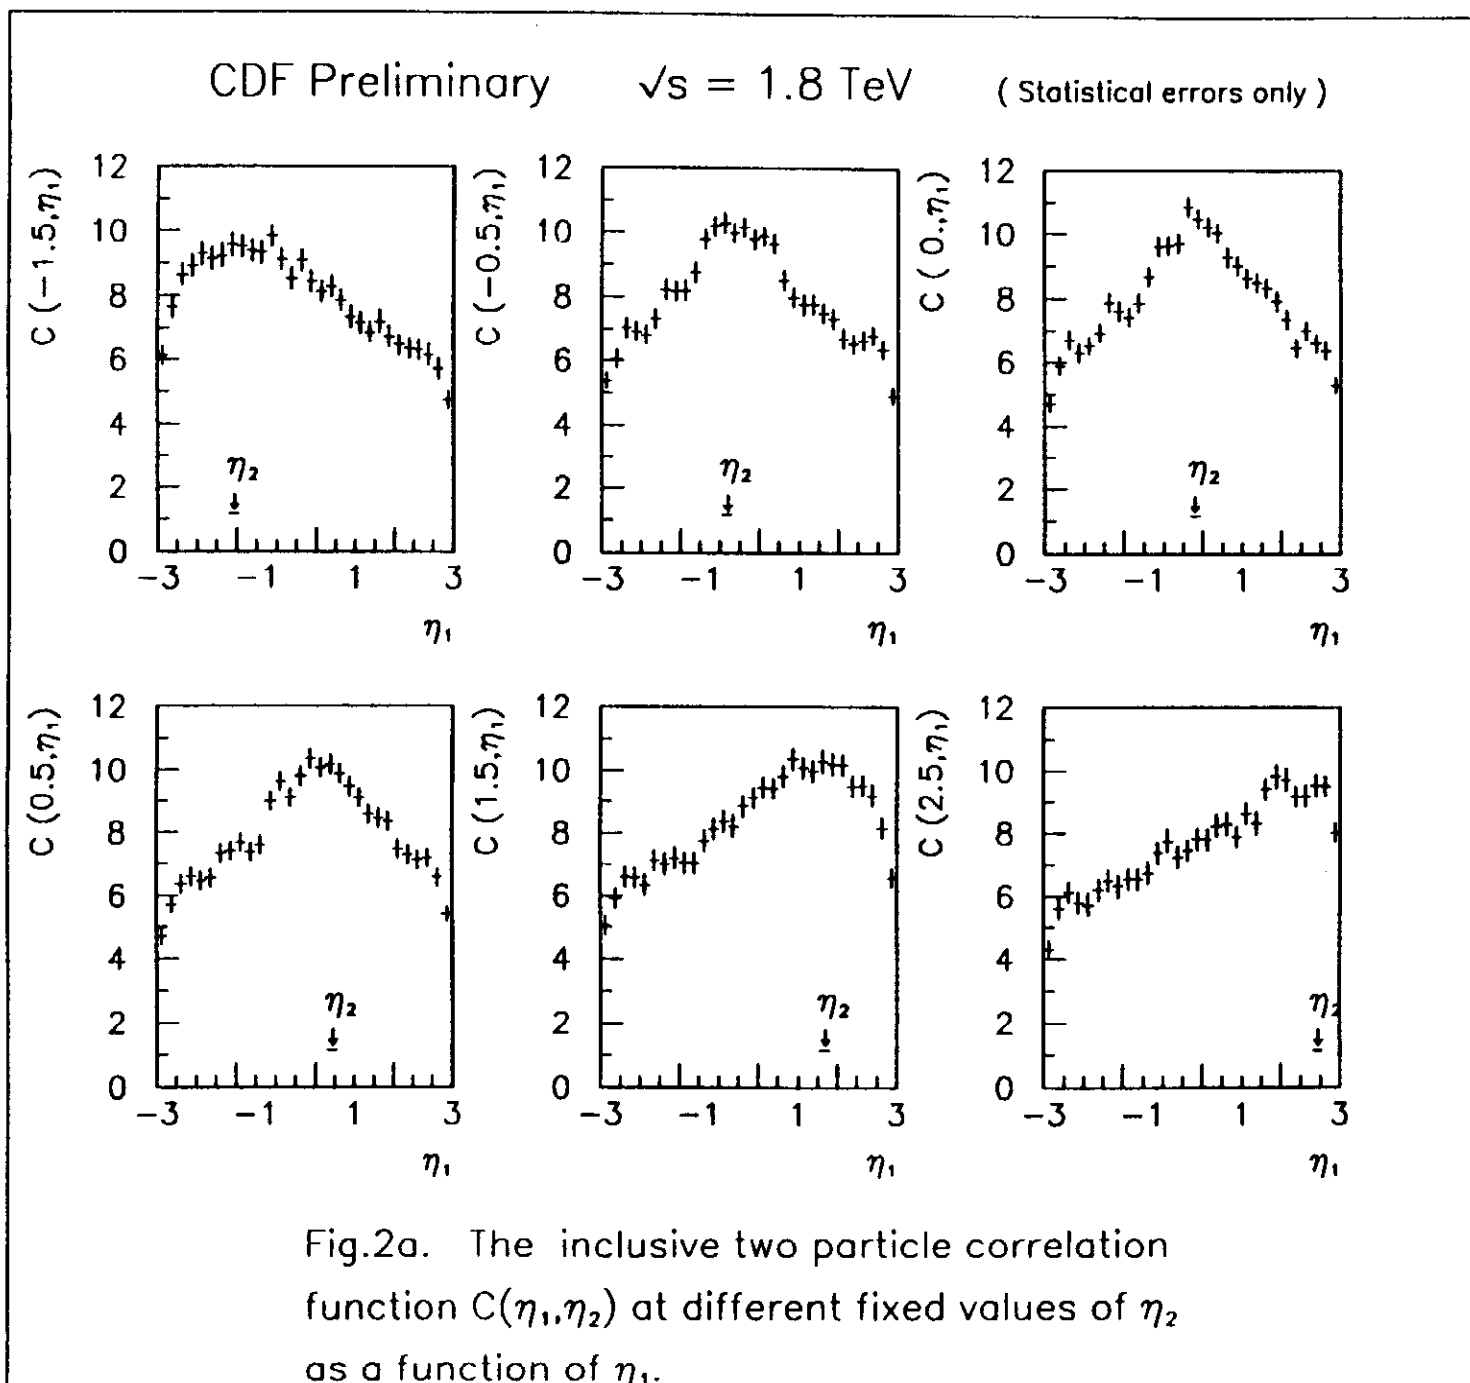 CDF Preliminary √s = 1.8 TeV ( Statistical errors only )
C (−1.5,η₁)
12
10
8
6
4
2
0
η₂
−3 −1 1 3
η₁
C (−0.5,η₁)
12
10
8
6
4
2
0
η₂
−3 −1 1 3
η₁
C ( 0.,η₁)
12
10
8
6
4
2
0
η₂
−3 −1 1 3
η₁
C (0.5,η₁)
12
10
8
6
4
2
0
η₂
−3 −1 1 3
η₁
C (1.5,η₁)
12
10
8
6
4
2
0
η₂
−3 −1 1 3
η₁
C (2.5,η₁)
12
10
8
6
4
2
0
η₂
−3 −1 1 3
η₁
Fig.2a. The inclusive two particle correlation
function C(η₁,η₂) at different fixed values of η₂
as a function of η₁.